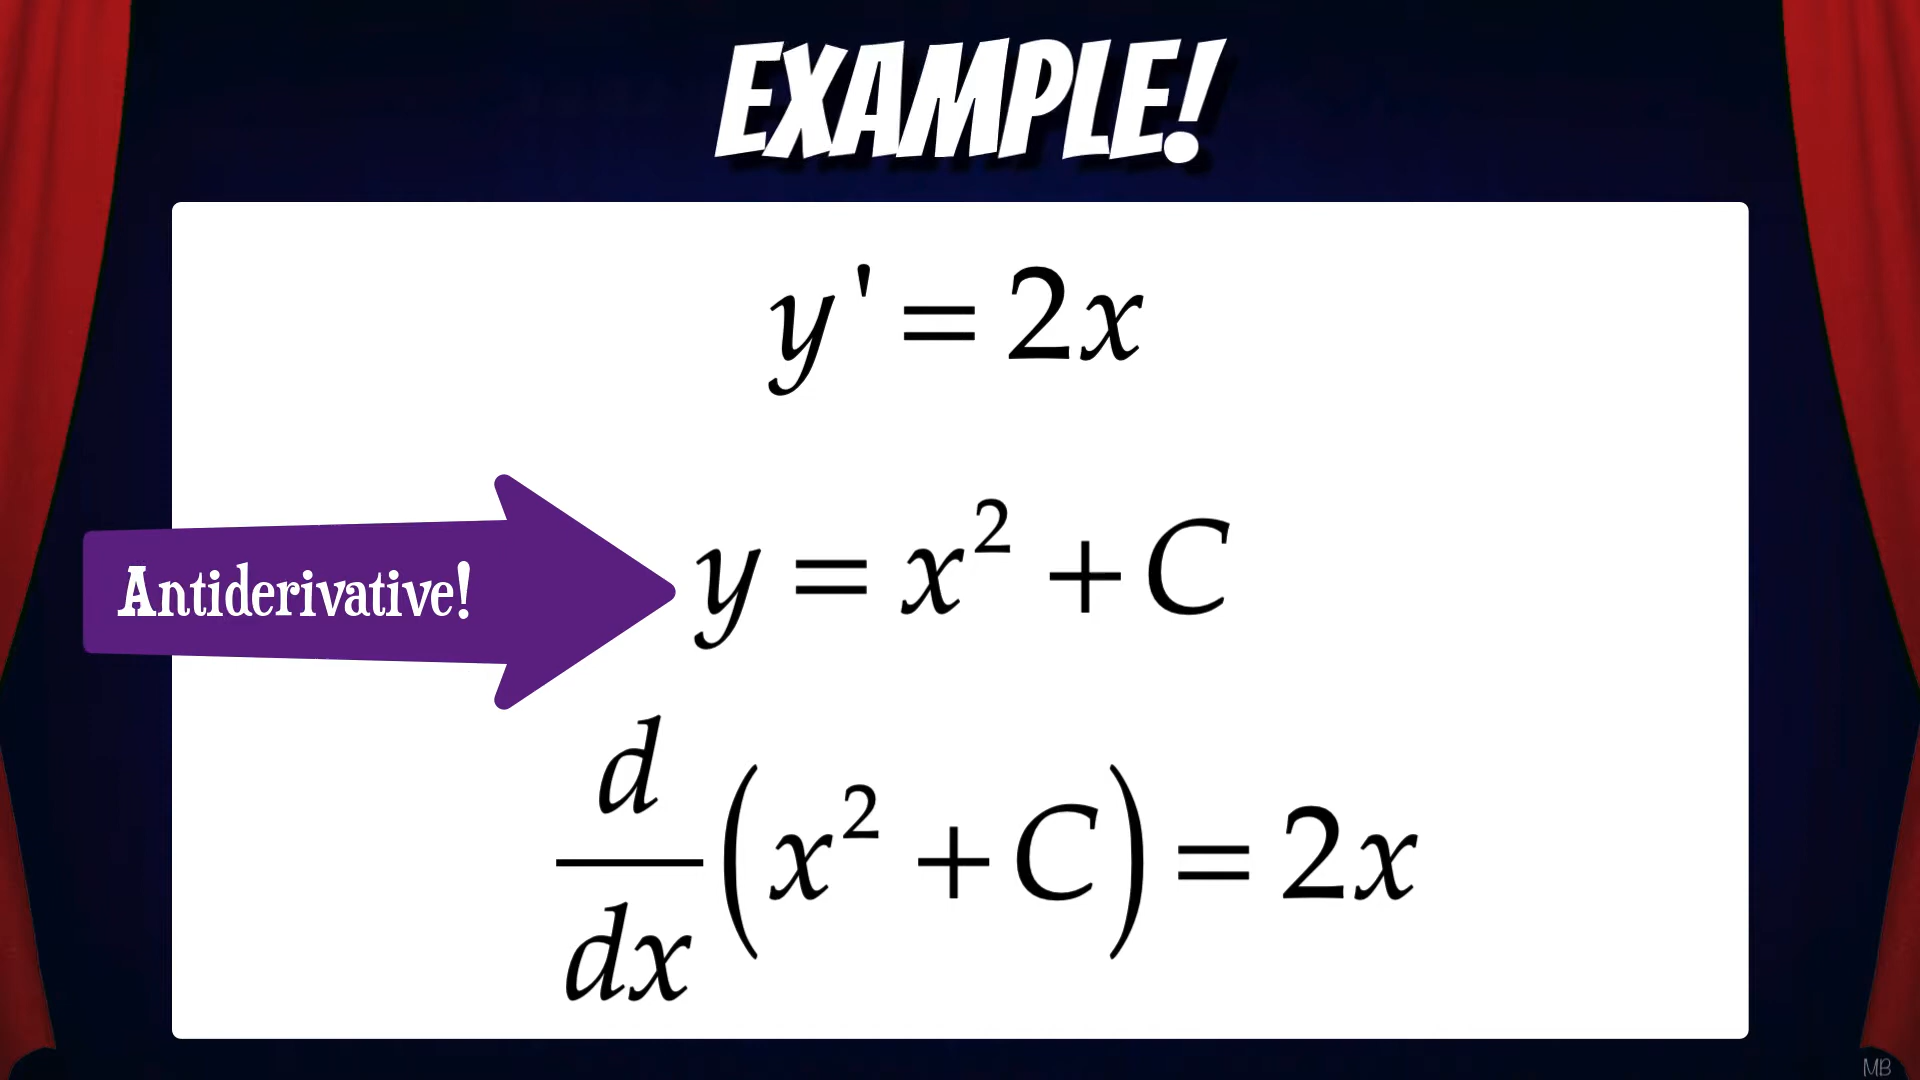 EXAMPLE!
y' = 2x
Antiderivative!
y = x² + C
d/dx (x² + C) = 2x
MB